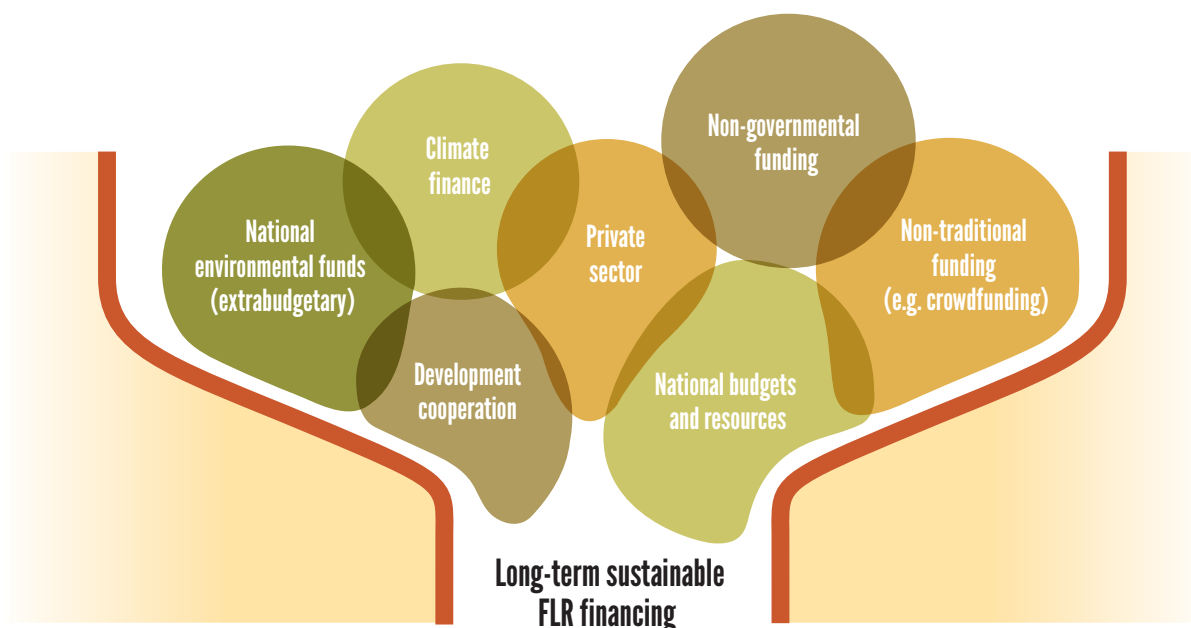 Climate
finance
Non-governmental
funding
National
environmental funds
(extrabudgetary)
Private
sector
Non-traditional
funding
(e.g. crowdfunding)
Development
cooperation
National budgets
and resources
Long-term sustainable
FLR financing